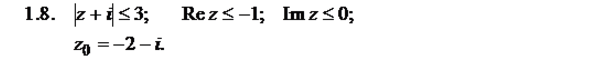 1.8. |z + i| ≤ 3; Re z ≤ −1; Im z ≤ 0;
z₀ = −2 − i.